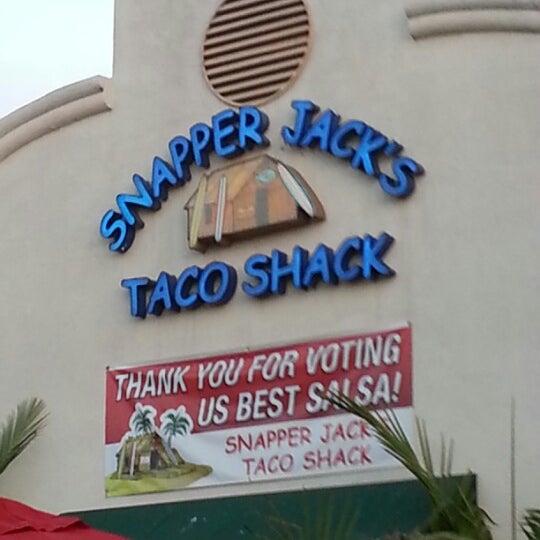 SNAPPER JACK'S
TACO SHACK
THANK YOU FOR VOTING
US BEST SALSA!
SNAPPER JACK
TACO SHACK